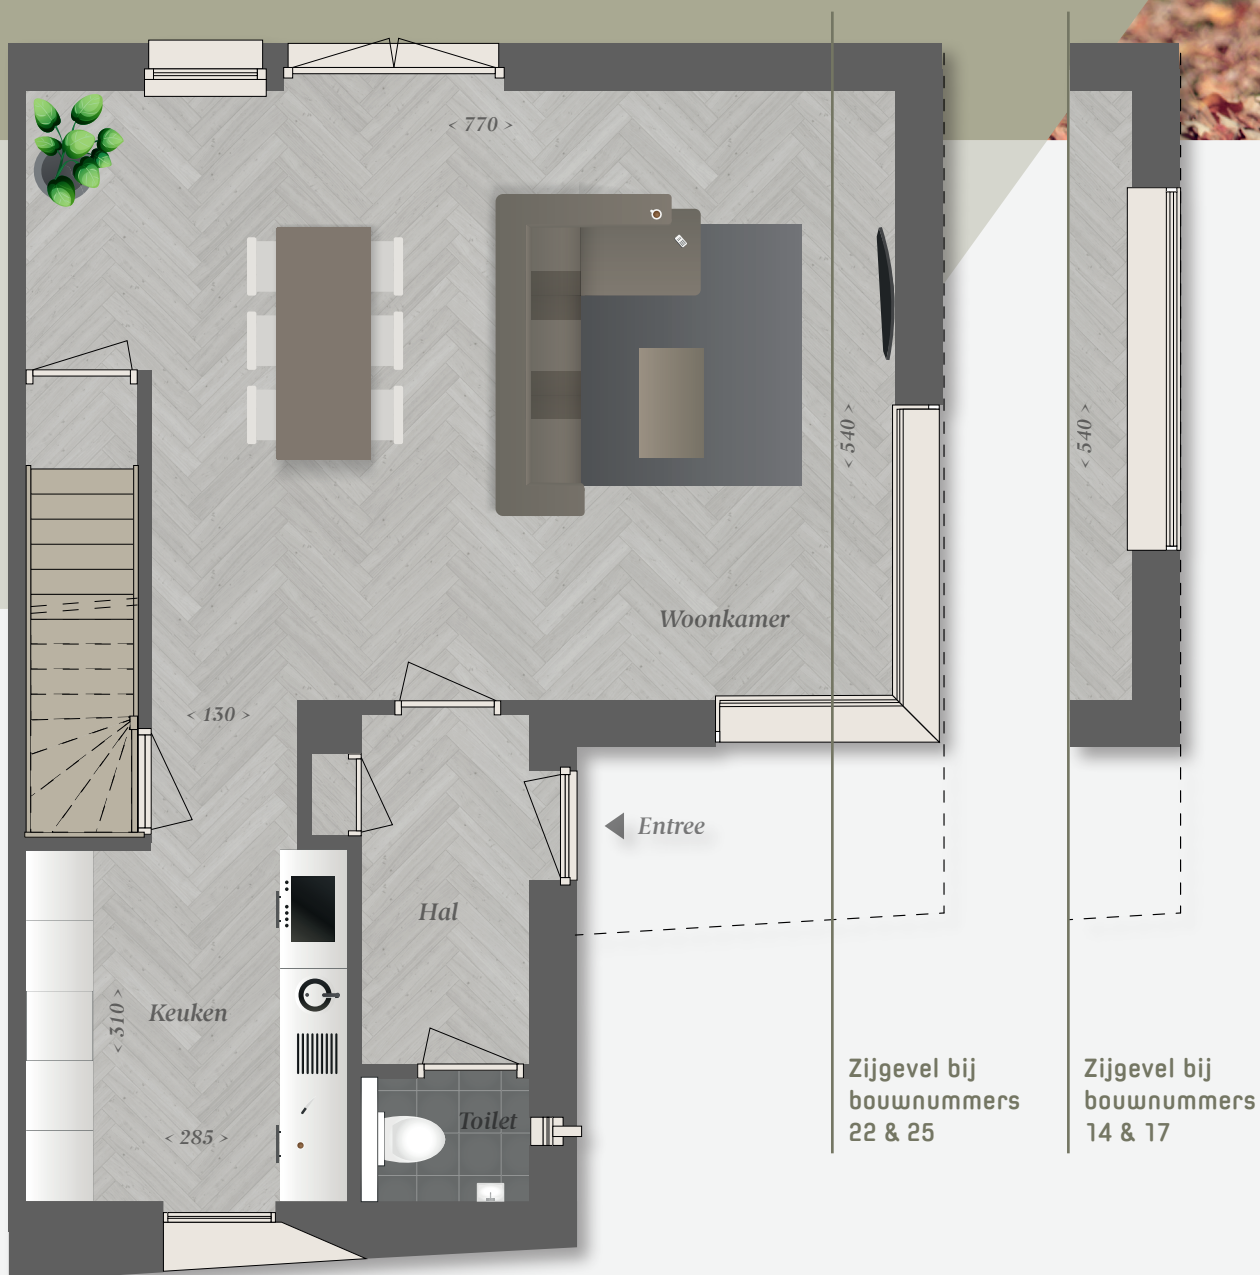 < 770 >
< 540 >
< 540 >
Woonkamer
< 130 >
Entree
Hal
Keuken
< 310 >
Toilet
< 285 >
Zijgevel bij
bouwnummers
22 & 25
Zijgevel bij
bouwnummers
14 & 17